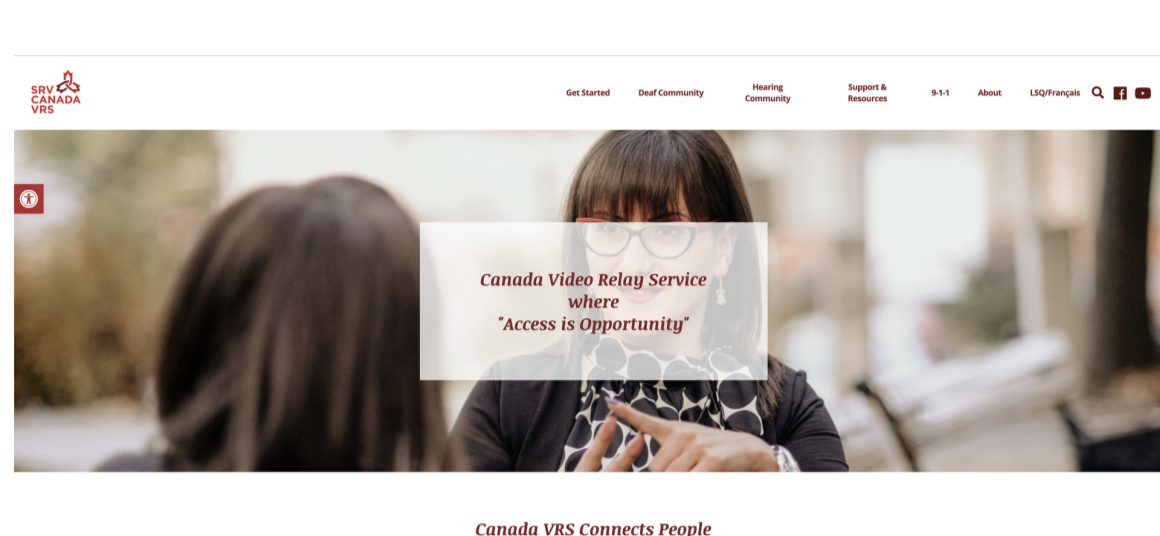 SRV
CANADA
VRS
Get Started
Deaf Community
Hearing
Community
Support &
Resources
9-1-1
About
LSQ/Français
Canada Video Relay Service
where
"Access is Opportunity"
Canada VRS Connects People